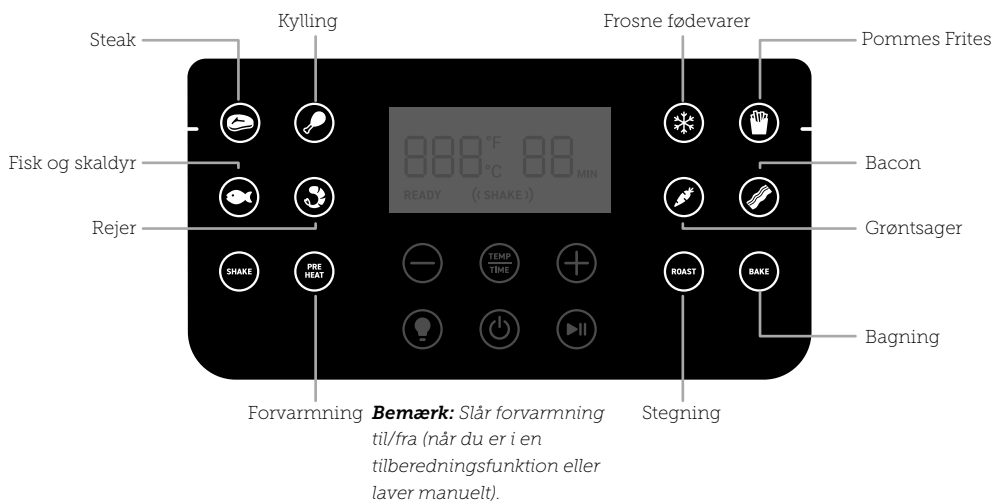 Kylling
Frosne fødevarer
Steak
Pommes Frites
888 °F
°C 88 MIN
READY ((SHAKE))
Fisk og skaldyr
Bacon
Rejer
Grøntsager
SHAKE
PRE
HEAT
TEMP
TIME
ROAST
BAKE
Bagning
Forvarmning
Bemærk: Slår forvarmning
til/fra (når du er i en
tilberedningsfunktion eller
laver manuelt).
Stegning